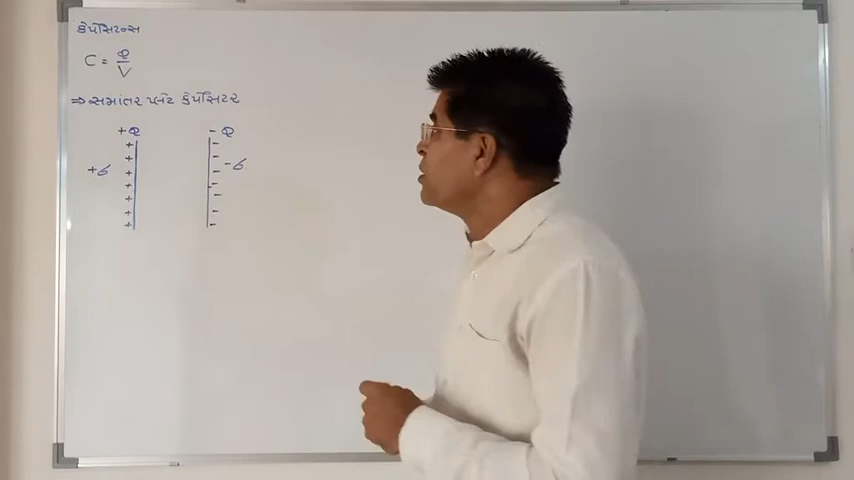 કેપેસિટન્સ
C = Q/V
⇒ સમાંતર પ્લેટ કેપેસિટર
+Q -Q
+σ -σ